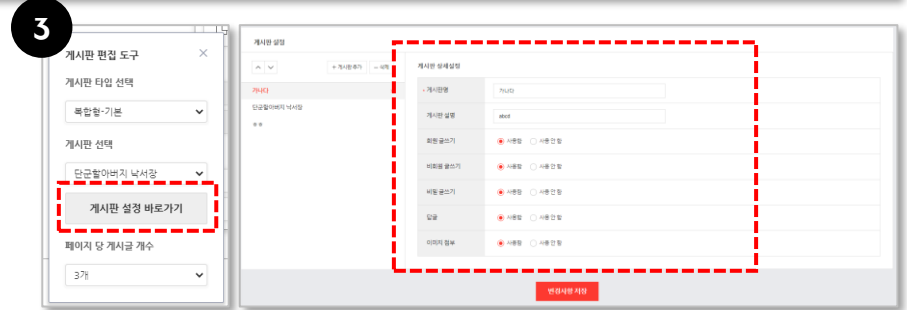 3
게시판 편집 도구
게시판 타입 선택
복합형-기본
게시판 선택
단군할아버지 낙서장
게시판 설정 바로가기
페이지 당 게시글 개수
3개
게시판 설정
+ 게시판추가 - 삭제
가나다
단군할아버지 낙서장
ㅎㅎ
게시판 상세설정
• 게시판명 가나다
게시판 설명 abcd
회원 글쓰기 사용함 사용 안 함
비회원 글쓰기 사용함 사용 안 함
비밀 글쓰기 사용함 사용 안 함
답글 사용함 사용 안 함
이미지 첨부 사용함 사용 안 함
변경사항 저장